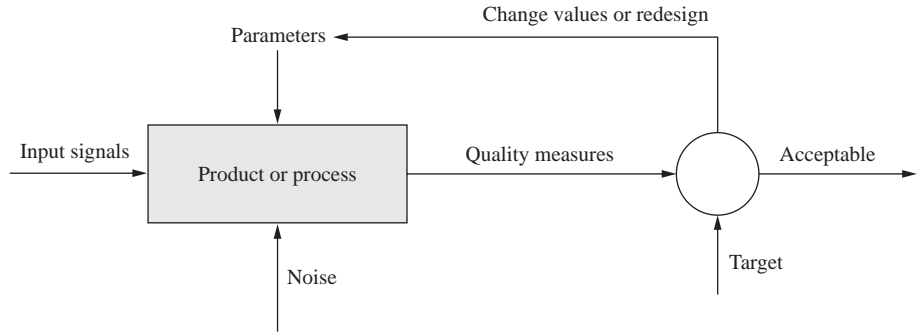 Change values or redesign
Parameters
Input signals
Product or process
Quality measures
Acceptable
Noise
Target